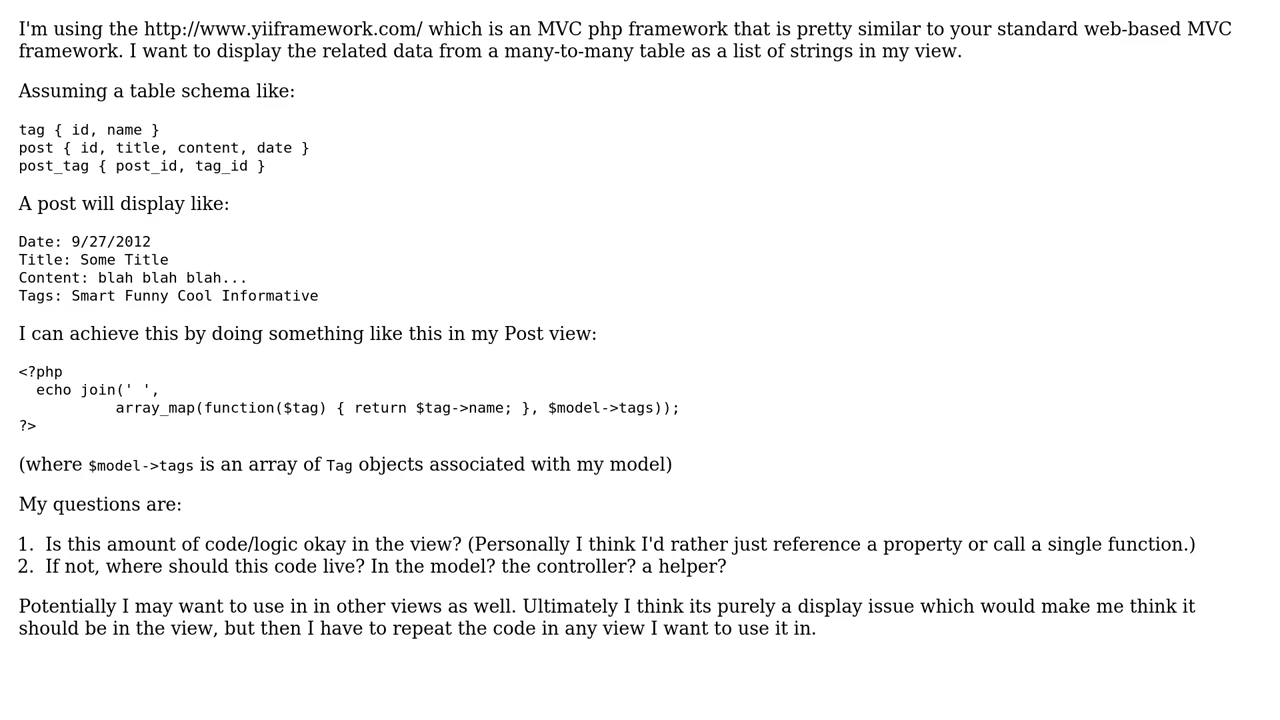 I'm using the http://www.yiiframework.com/ which is an MVC php framework that is pretty similar to your standard web-based MVC
framework. I want to display the related data from a many-to-many table as a list of strings in my view.
Assuming a table schema like:
tag { id, name }
post { id, title, content, date }
post_tag { post_id, tag_id }
A post will display like:
Date: 9/27/2012
Title: Some Title
Content: blah blah blah...
Tags: Smart Funny Cool Informative
I can achieve this by doing something like this in my Post view:
<?php
  echo join(' ',
           array_map(function($tag) { return $tag->name; }, $model->tags));
?>
(where $model->tags is an array of Tag objects associated with my model)
My questions are:
1. Is this amount of code/logic okay in the view? (Personally I think I'd rather just reference a property or call a single function.)
2. If not, where should this code live? In the model? the controller? a helper?
Potentially I may want to use in in other views as well. Ultimately I think its purely a display issue which would make me think it
should be in the view, but then I have to repeat the code in any view I want to use it in.